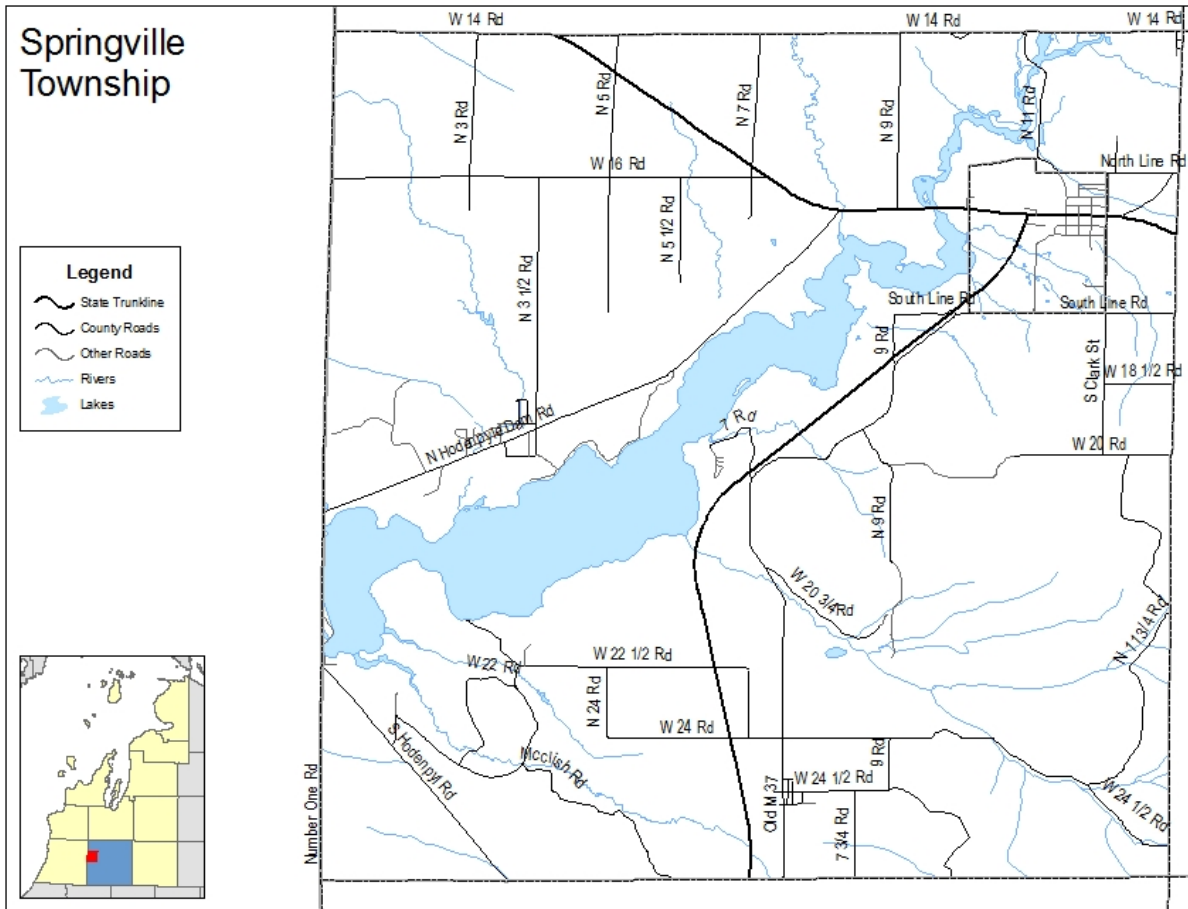 Springville
Township
Legend
State Trunkline
County Roads
Other Roads
Rivers
Lakes
W 14 Rd
W 14 Rd
W 14 Rd
N 3 Rd
N 5 Rd
N 7 Rd
N 9 Rd
N 11 Rd
W 16 Rd
North Line Rd
N 5 1/2 Rd
N 3 1/2 Rd
South Line Rd
South Line Rd
9 Rd
S Clark St
W 18 1/2 Rd
7 Rd
N Hodenpyle Dam Rd
W 20 Rd
N 9 Rd
W 20 3/4 Rd
N 11 3/4 Rd
W 22 1/2 Rd
W 22 Rd
N 24 Rd
W 24 Rd
S Hodenpyl Rd
Mcclish Rd
9 Rd
W 24 1/2 Rd
Number One Rd
Old M 37
7 3/4 Rd
W 24 1/2 Rd